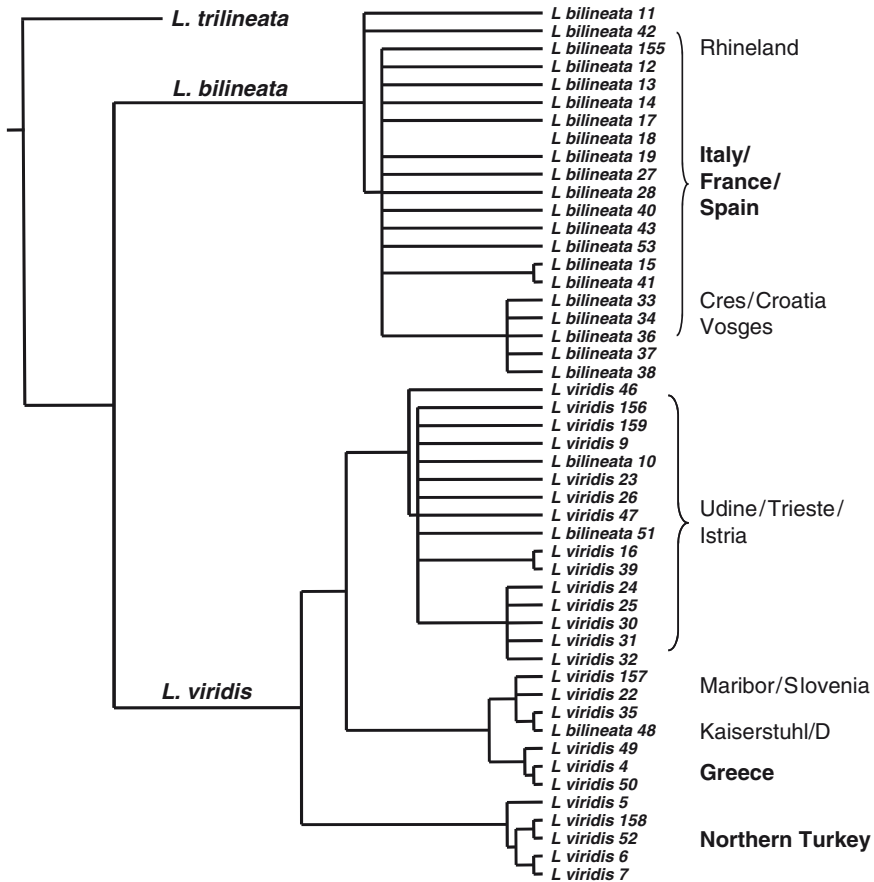 L. trilineata
L. bilineata
L bilineata 11
L bilineata 42
L bilineata 155
L bilineata 12
L bilineata 13
L bilineata 14
L bilineata 17
L bilineata 18
L bilineata 19
L bilineata 27
L bilineata 28
L bilineata 40
L bilineata 43
L bilineata 53
L bilineata 15
L bilineata 41
L bilineata 33
L bilineata 34
L bilineata 36
L bilineata 37
L bilineata 38
Rhineland
Italy/
France/
Spain
Cres/Croatia
Vosges
L. viridis
L viridis 46
L viridis 156
L viridis 159
L viridis 9
L bilineata 10
L viridis 23
L viridis 26
L viridis 47
L bilineata 51
L viridis 16
L viridis 39
L viridis 24
L viridis 25
L viridis 30
L viridis 31
L viridis 32
L viridis 157
L viridis 22
L viridis 35
L bilineata 48
L viridis 49
L viridis 4
L viridis 50
L viridis 5
L viridis 158
L viridis 52
L viridis 6
L viridis 7
Udine/Trieste/
Istria
Maribor/Slovenia
Kaiserstuhl/D
Greece
Northern Turkey